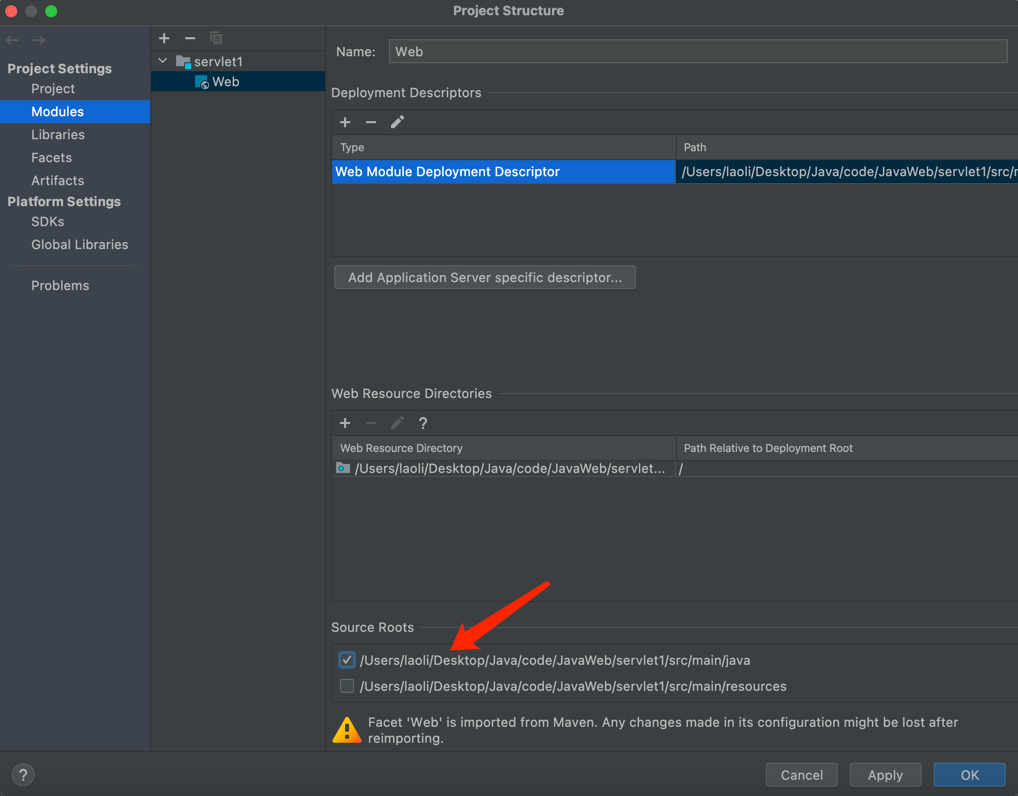 Project Structure
Project Settings
Project
Modules
Libraries
Facets
Artifacts
Platform Settings
SDKs
Global Libraries
Problems
servlet1
Web
Name: Web
Deployment Descriptors
Type Path
Web Module Deployment Descriptor /Users/laoli/Desktop/Java/code/JavaWeb/servlet1/src/r
Add Application Server specific descriptor...
Web Resource Directories
?
Web Resource Directory Path Relative to Deployment Root
/Users/laoli/Desktop/Java/code/JavaWeb/servlet... /
Source Roots
/Users/laoli/Desktop/Java/code/JavaWeb/servlet1/src/main/java
/Users/laoli/Desktop/Java/code/JavaWeb/servlet1/src/main/resources
Facet 'Web' is imported from Maven. Any changes made in its configuration might be lost after
reimporting.
? Cancel Apply OK